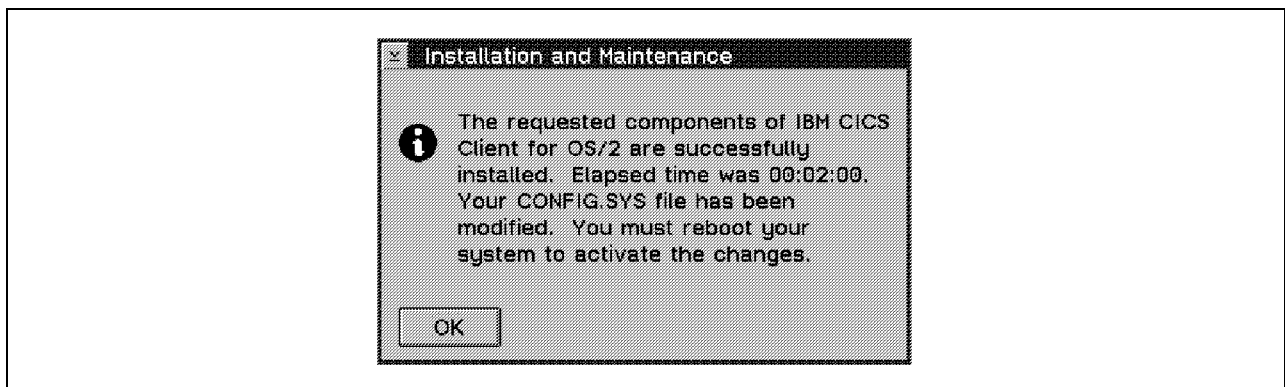 Installation and Maintenance
The requested components of IBM CICS
Client for OS/2 are successfully
installed. Elapsed time was 00:02:00.
Your CONFIG.SYS file has been
modified. You must reboot your
system to activate the changes.
OK